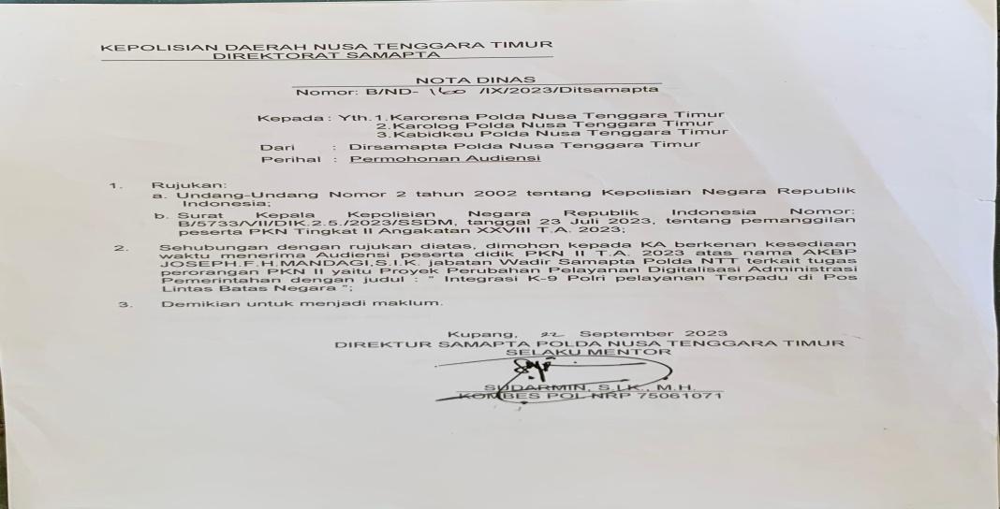 KEPOLISIAN DAERAH NUSA TENGGARA TIMUR
DIREKTORAT SAMAPTA
NOTA DINAS
Nomor: B/ND- 1600 /IX/2023/Ditsamapta
Kepada : Yth.1.Karorena Polda Nusa Tenggara Timur
2.Karolog Polda Nusa Tenggara Timur
3.Kabidkeu Polda Nusa Tenggara Timur
Dari : Dirsamapta Polda Nusa Tenggara Timur
Perihal : Permohonan Audiensi
1. Rujukan:
a. Undang-Undang Nomor 2 tahun 2002 tentang Kepolisian Negara Republik
Indonesia;
b. Surat Kepala Kepolisian Negara Republik Indonesia Nomor:
B/5733/VII/DIK.2.5./2023/SSDM, tanggal 23 Juli 2023, tentang pemanggilan
peserta PKN Tingkat II Angakatan XXVIII T.A. 2023;
2. Sehubungan dengan rujukan diatas, dimohon kepada KA berkenan kesediaan
waktu menerima Audiensi peserta didik PKN II T.A. 2023 atas nama AKBP
JOSEPH.F.H.MANDAGI,S.I.K. jabatan Wadir Samapta Polda NTT terkait tugas
perorangan PKN II yaitu Proyek Perubahan Pelayanan Digitalisasi Administrasi
Pemerintahan dengan judul : " Integrasi K-9 Polri pelayanan Terpadu di Pos
Lintas Batas Negara ";
3. Demikian untuk menjadi maklum.
Kupang, 22 September 2023
DIREKTUR SAMAPTA POLDA NUSA TENGGARA TIMUR
SELAKU MENTOR
SUDARMIN, S.I.K., M.H.
KOMBES POL NRP 75061071